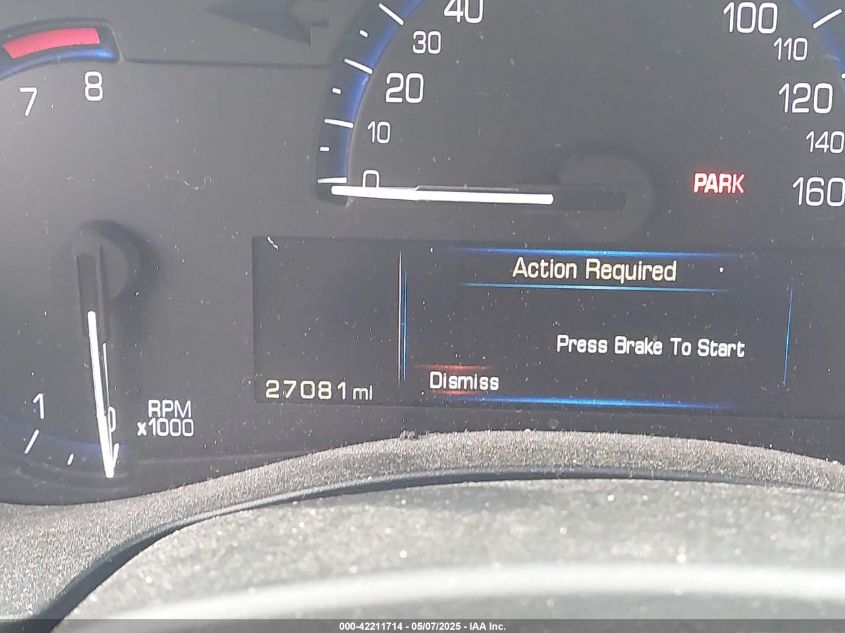 7
8
1
0
RPM
x1000
40
30
20
10
0
100
110
120
140
160
PARK
Action Required
Press Brake To Start
Dismiss
27081 mi
000-42211714 - 05/07/2025 - IAA Inc.